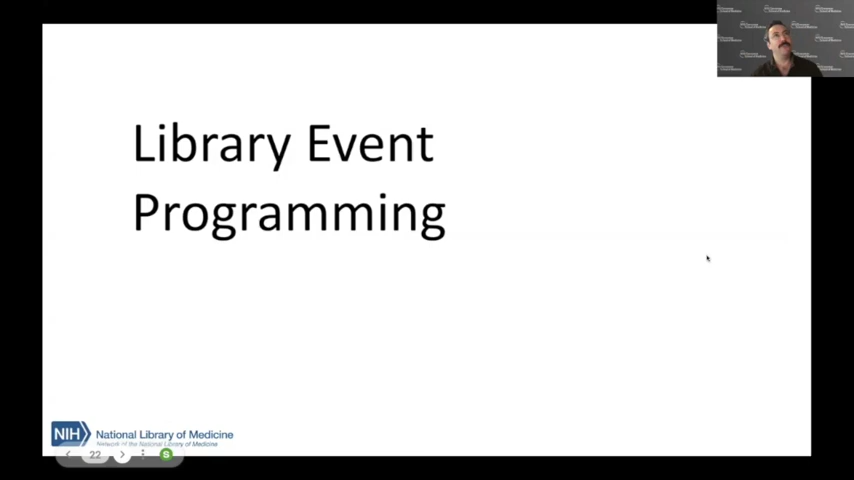 Library Event
Programming
NIH National Library of Medicine
Network of the National Library of Medicine
22
S